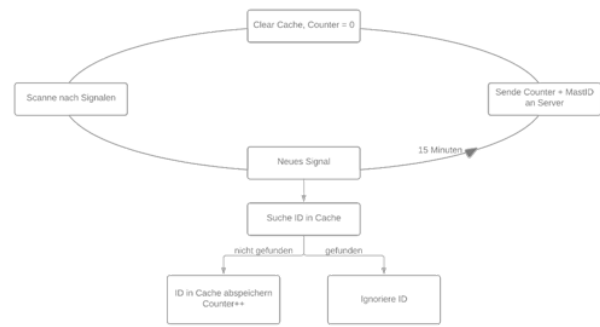 Clear Cache, Counter = 0
Scanne nach Signalen
Sende Counter + MastID
an Server
15 Minuten
Neues Signal
Suche ID in Cache
nicht gefunden
gefunden
ID in Cache abspeichern
Counter++
Ignoriere ID